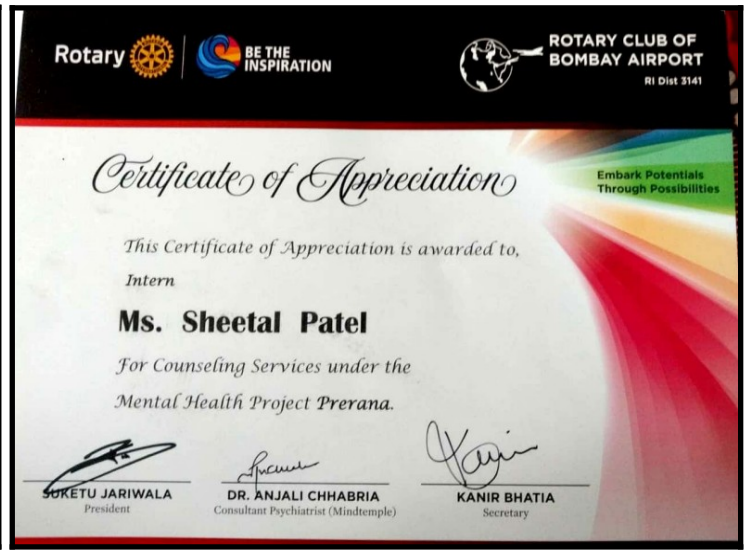 Rotary
BE THE
INSPIRATION
ROTARY CLUB OF
BOMBAY AIRPORT
RI Dist 3141
Certificate of Appreciation
Embark Potentials
Through Possibilities
This Certificate of Appreciation is awarded to,
Intern
Ms. Sheetal Patel
For Counseling Services under the
Mental Health Project Prerana.
SUKETU JARIWALA
President
DR. ANJALI CHHABRIA
Consultant Psychiatrist (Mindtemple)
KANIR BHATIA
Secretary